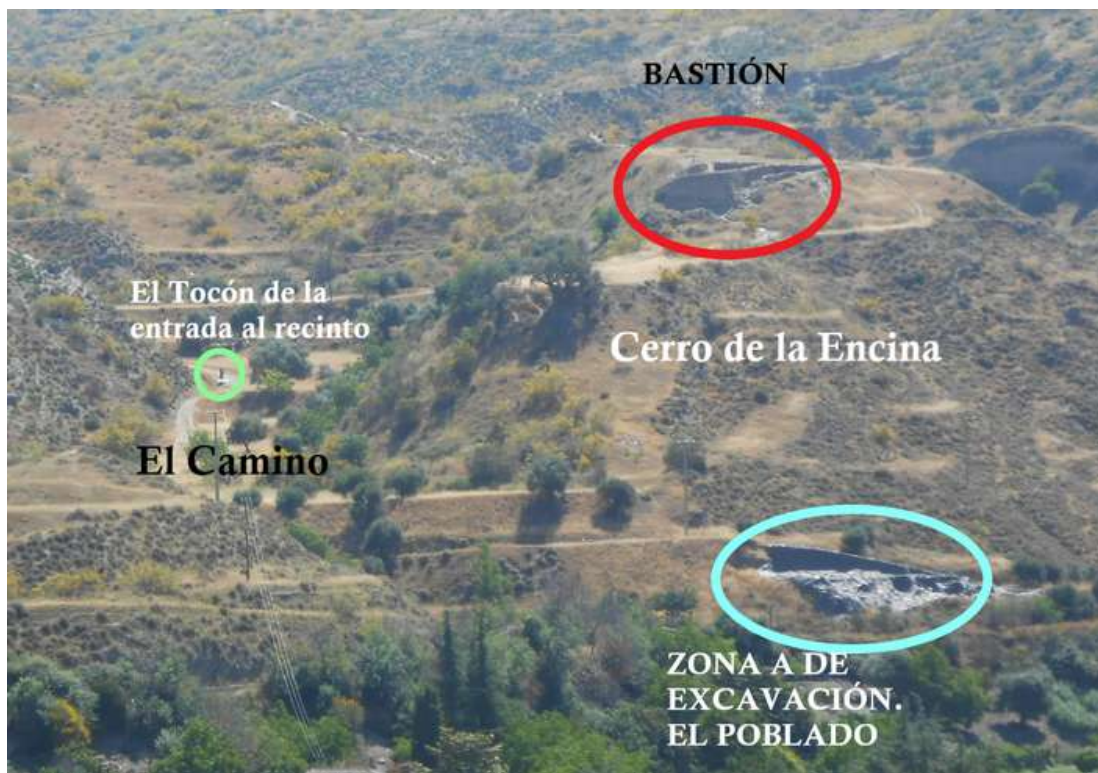 BASTIÓN
El Tocón de la
entrada al recinto
Cerro de la Encina
El Camino
ZONA A DE
EXCAVACIÓN.
EL POBLADO